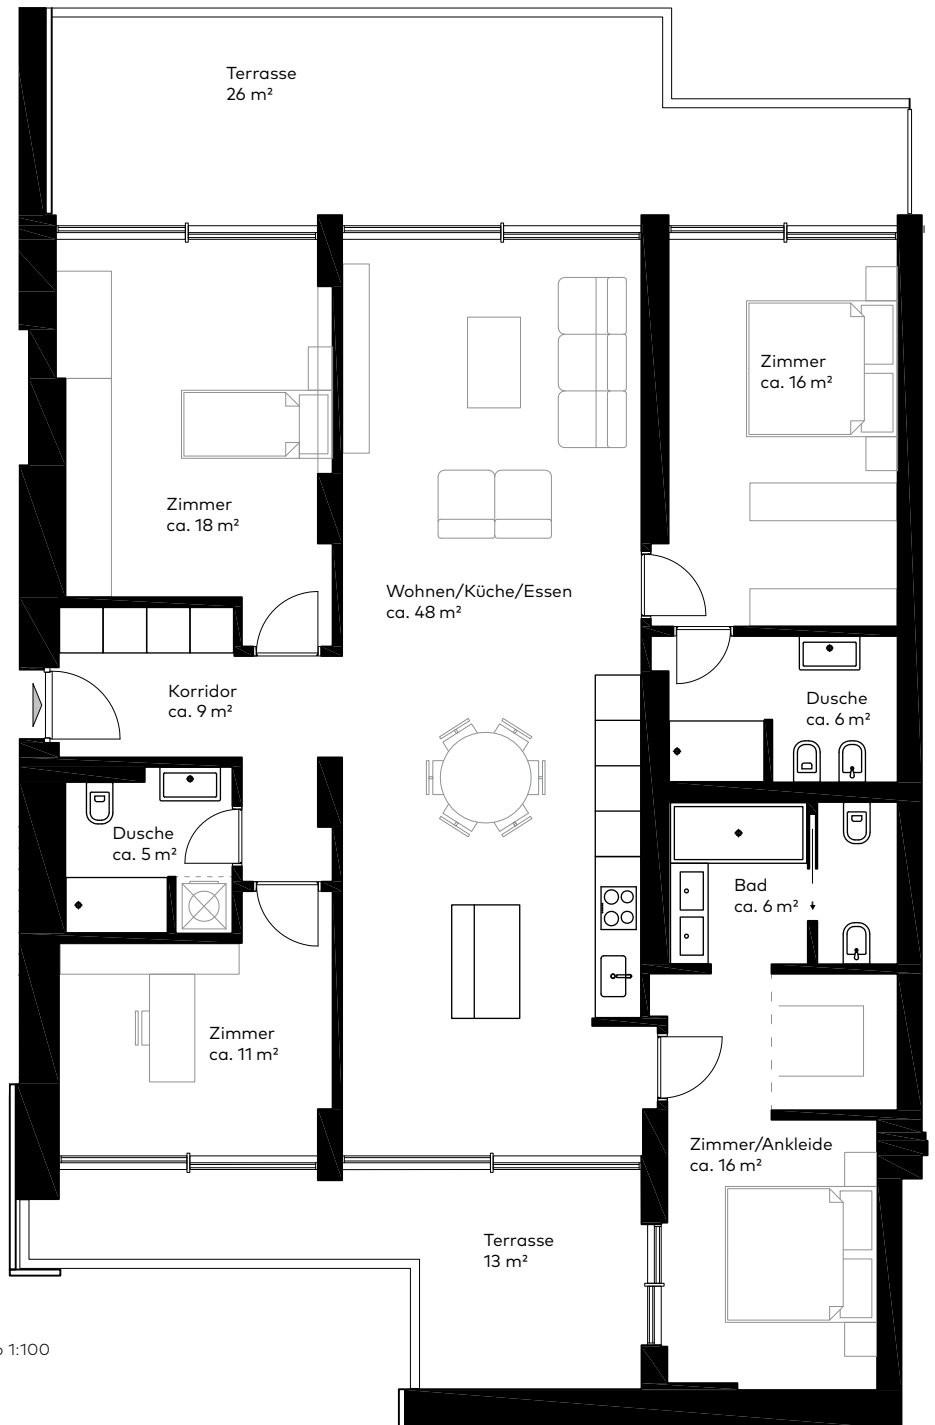 Terrasse
26 m²
Zimmer
ca. 16 m²
Zimmer
ca. 18 m²
Wohnen/Küche/Essen
ca. 48 m²
Korridor
ca. 9 m²
Dusche
ca. 6 m²
Dusche
ca. 5 m²
Bad
ca. 6 m²
Zimmer
ca. 11 m²
Zimmer/Ankleide
ca. 16 m²
Terrasse
13 m²
1:100